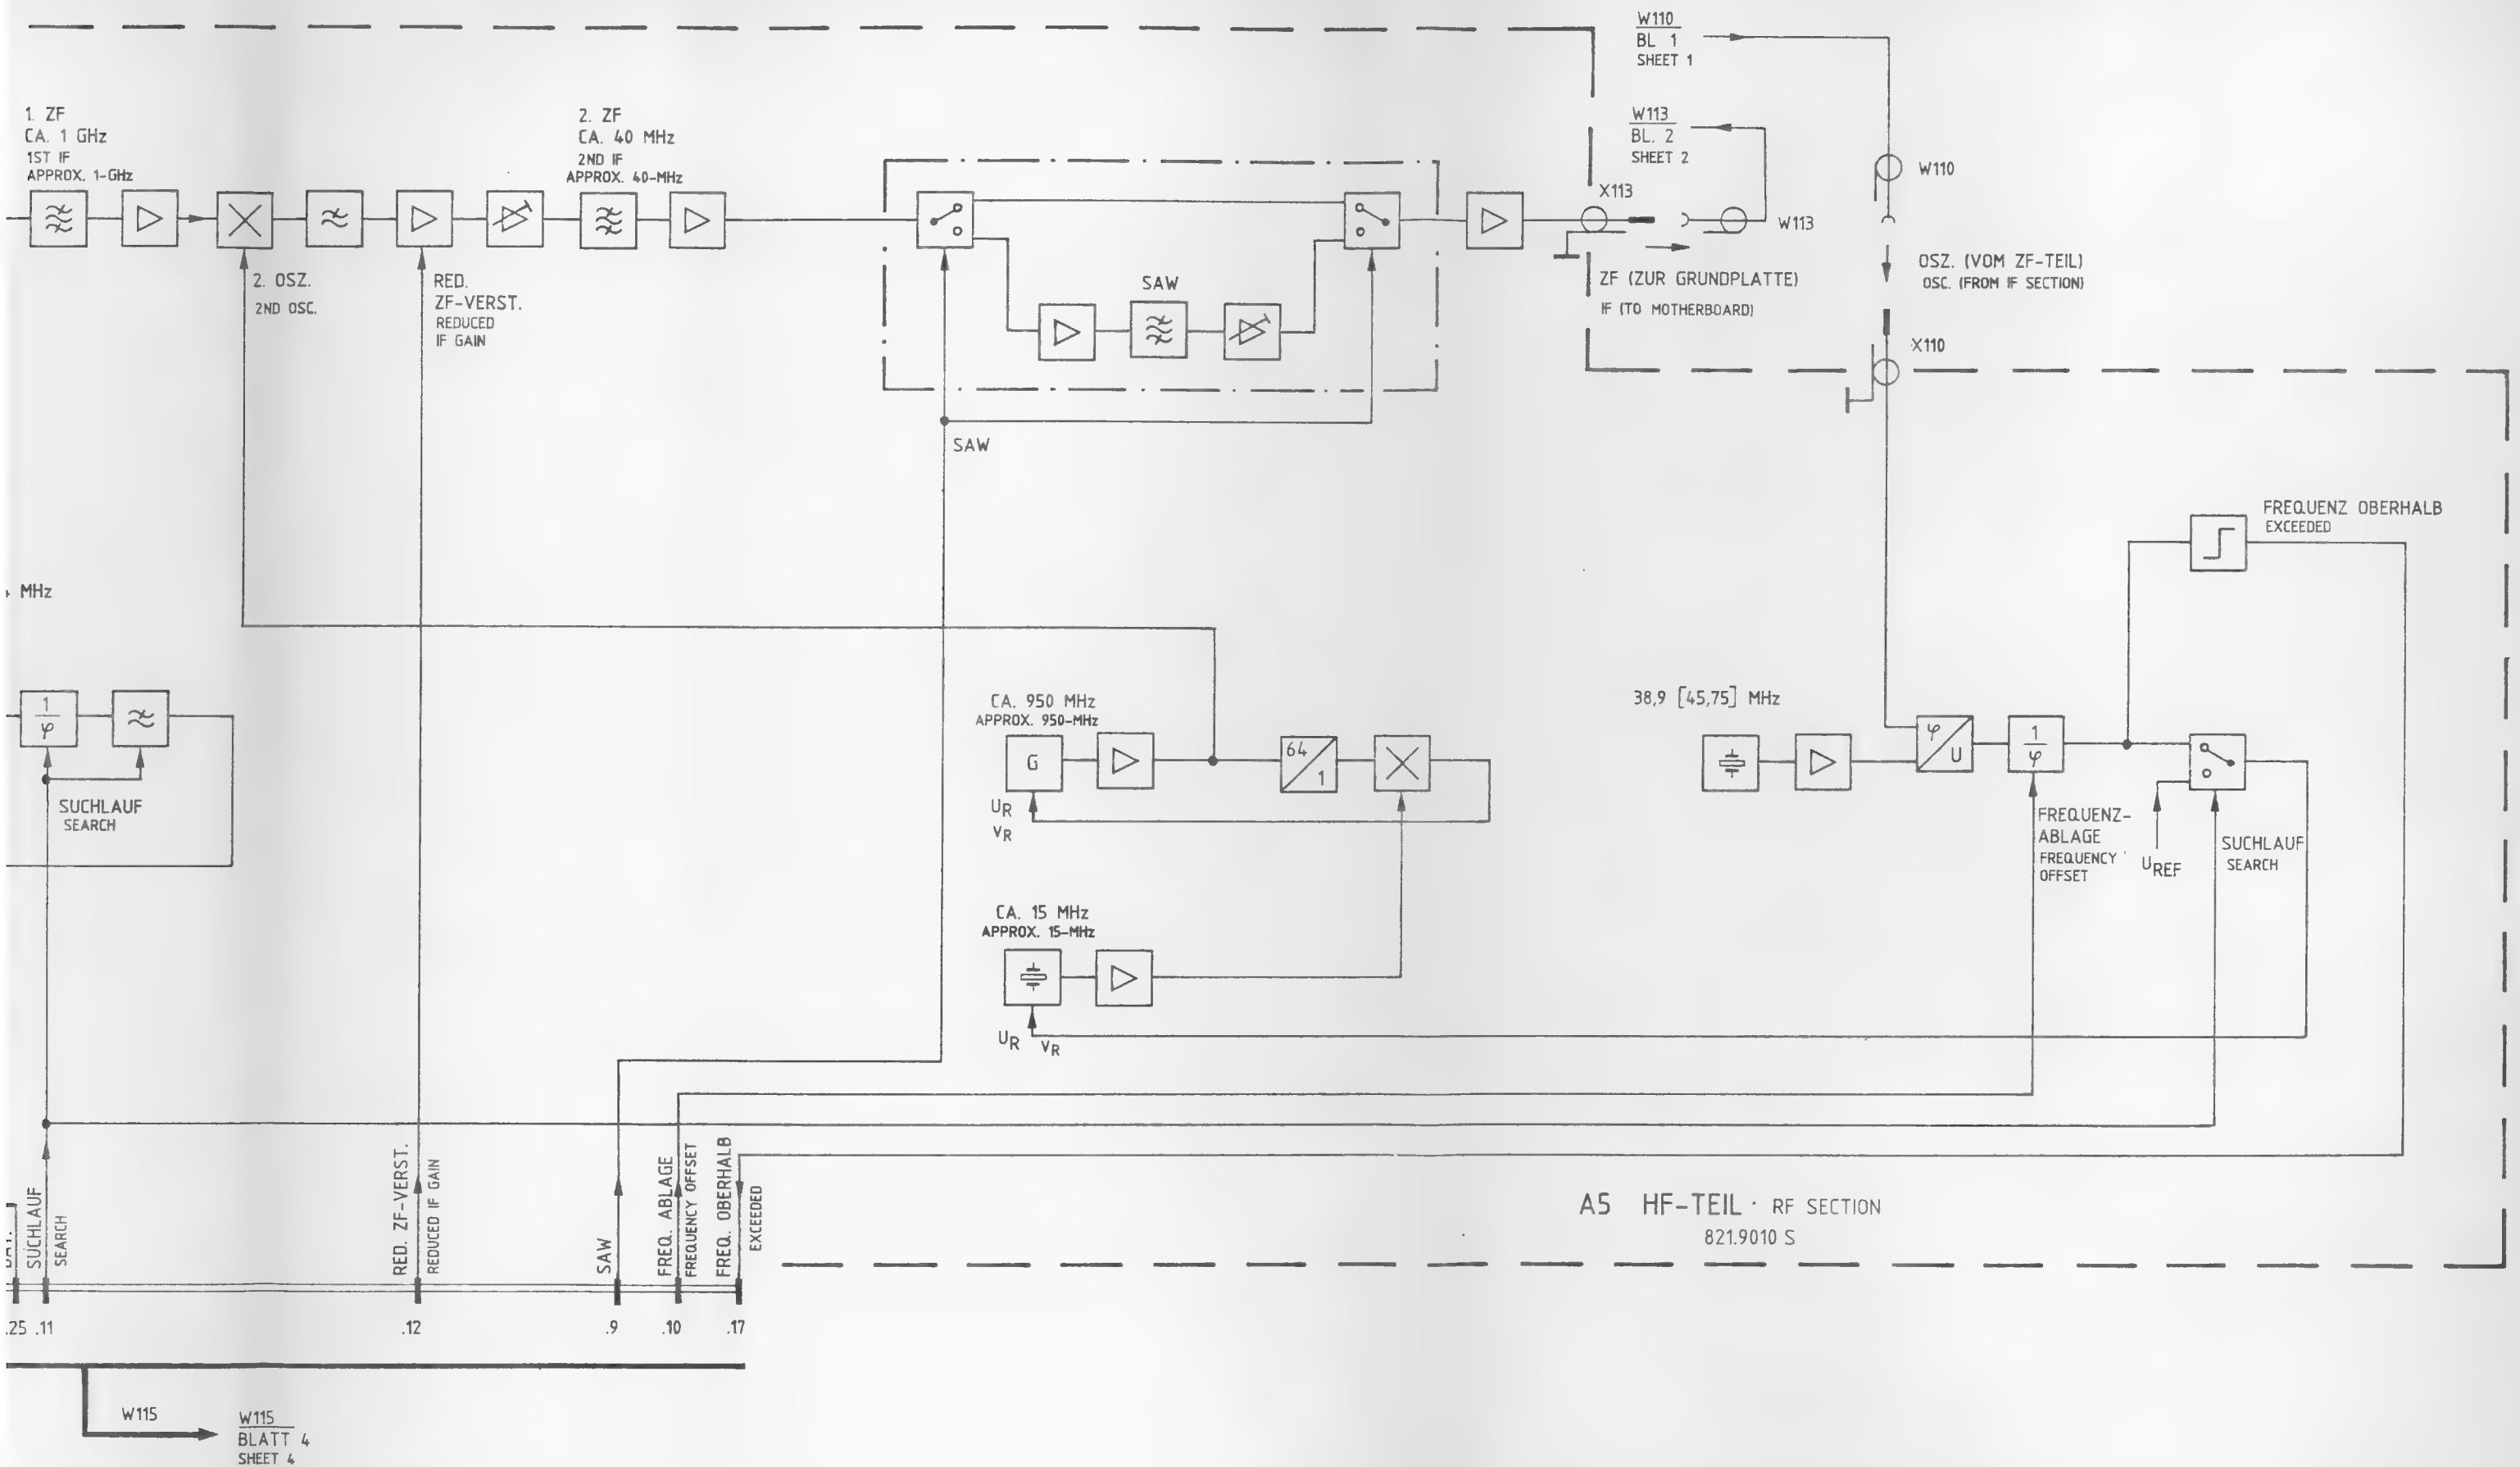 W110
BL 1
SHEET 1
1. ZF
CA. 1 GHz
1ST IF
APPROX. 1-GHz
2. ZF
CA. 40 MHz
2ND IF
APPROX. 40-MHz
W113
BL. 2
SHEET 2
X113
W113
W110
2. OSZ.
2ND OSC.
RED.
ZF-VERST.
REDUCED
IF GAIN
SAW
ZF (ZUR GRUNDPLATTE)
IF (TO MOTHERBOARD)
OSZ. (VOM ZF-TEIL)
OSC. (FROM IF SECTION)
X110
SAW
FREQUENZ OBERHALB
EXCEEDED
MHz
1
φ
SUCHLAUF
SEARCH
CA. 950 MHz
APPROX. 950-MHz
G
64
1
UR
VR
38,9 [45,75] MHz
φ
U
1
φ
FREQUENZ-
ABLAGE
FREQUENCY
OFFSET
UREF
SUCHLAUF
SEARCH
CA. 15 MHz
APPROX. 15-MHz
UR VR
SUCHLAUF
SEARCH
RED. ZF-VERST.
REDUCED IF GAIN
SAW
FREQ. ABLAGE
FREQUENCY OFFSET
FREQ. OBERHALB
EXCEEDED
A5 HF-TEIL · RF SECTION
821.9010 S
.25 .11 .12 .9 .10 .17
W115
W115
BLATT 4
SHEET 4